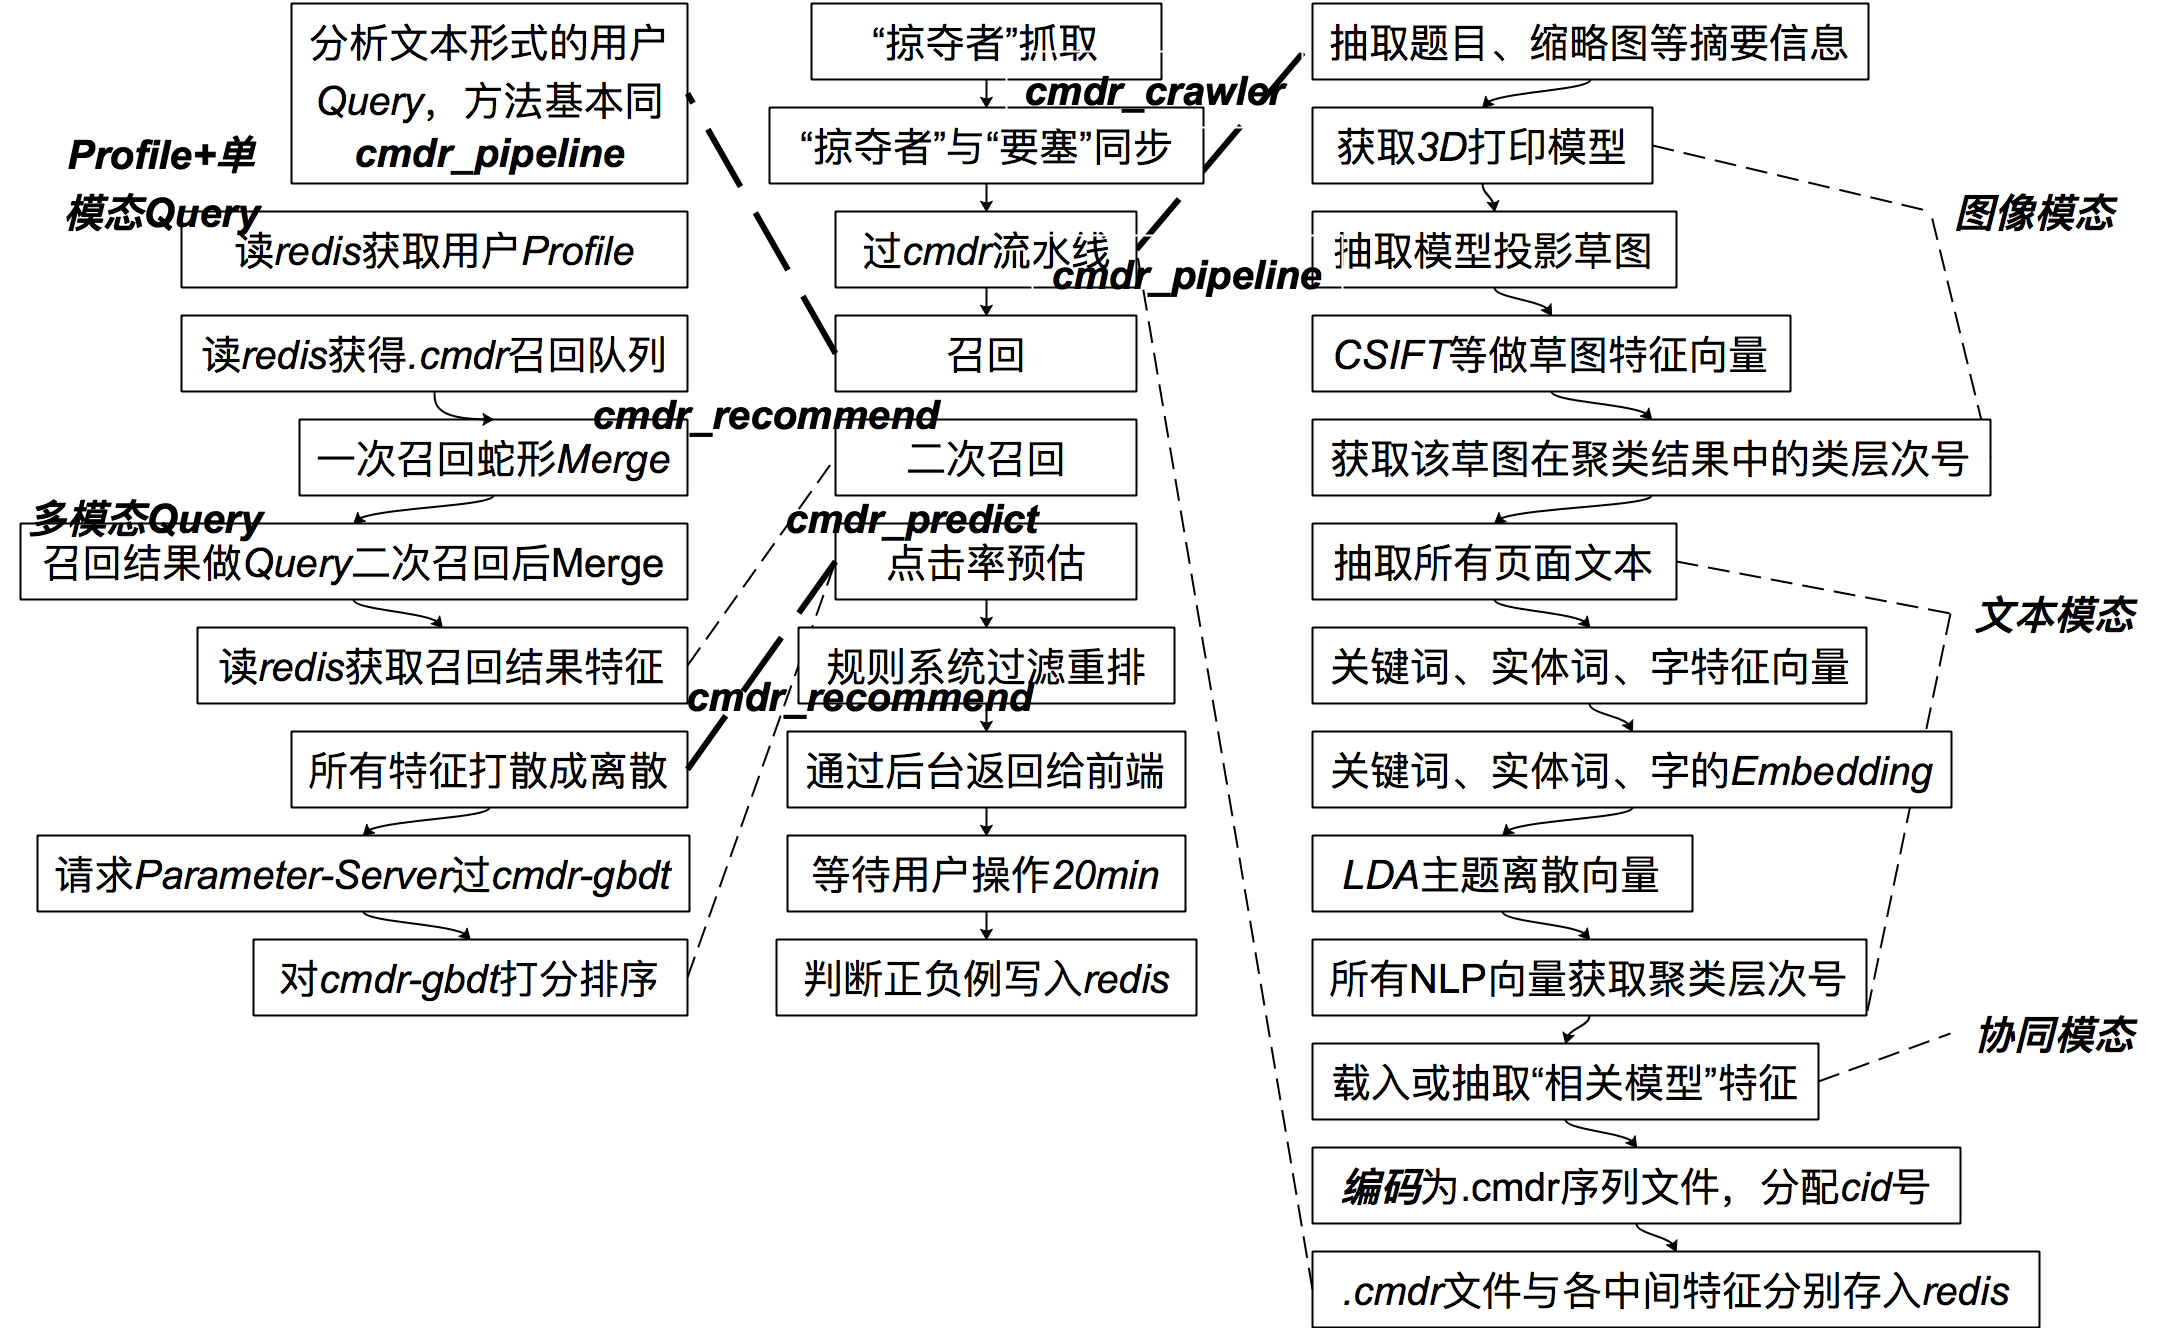 分析文本形式的用户
Query，方法基本同
cmdr_pipeline
Profile+单
模态Query
读redis获取用户Profile
读redis获得.cmdr召回队列
一次召回蛇形Merge
多模态Query
召回结果做Query二次召回后Merge
读redis获取召回结果特征
所有特征打散成离散
请求Parameter-Server过cmdr-gbdt
对cmdr-gbdt打分排序
“掠夺者”抓取
cmdr_crawler
“掠夺者”与“要塞”同步
过cmdr流水线
cmdr_pipeline
召回
cmdr_recommend
二次召回
cmdr_predict
点击率预估
规则系统过滤重排
cmdr_recommend
通过后台返回给前端
等待用户操作20min
判断正负例写入redis
抽取题目、缩略图等摘要信息
获取3D打印模型
图像模态
抽取模型投影草图
CSIFT等做草图特征向量
获取该草图在聚类结果中的类层次号
抽取所有页面文本
文本模态
关键词、实体词、字特征向量
关键词、实体词、字的Embedding
LDA主题离散向量
所有NLP向量获取聚类层次号
协同模态
载入或抽取“相关模型”特征
编码为.cmdr序列文件，分配cid号
.cmdr文件与各中间特征分别存入redis